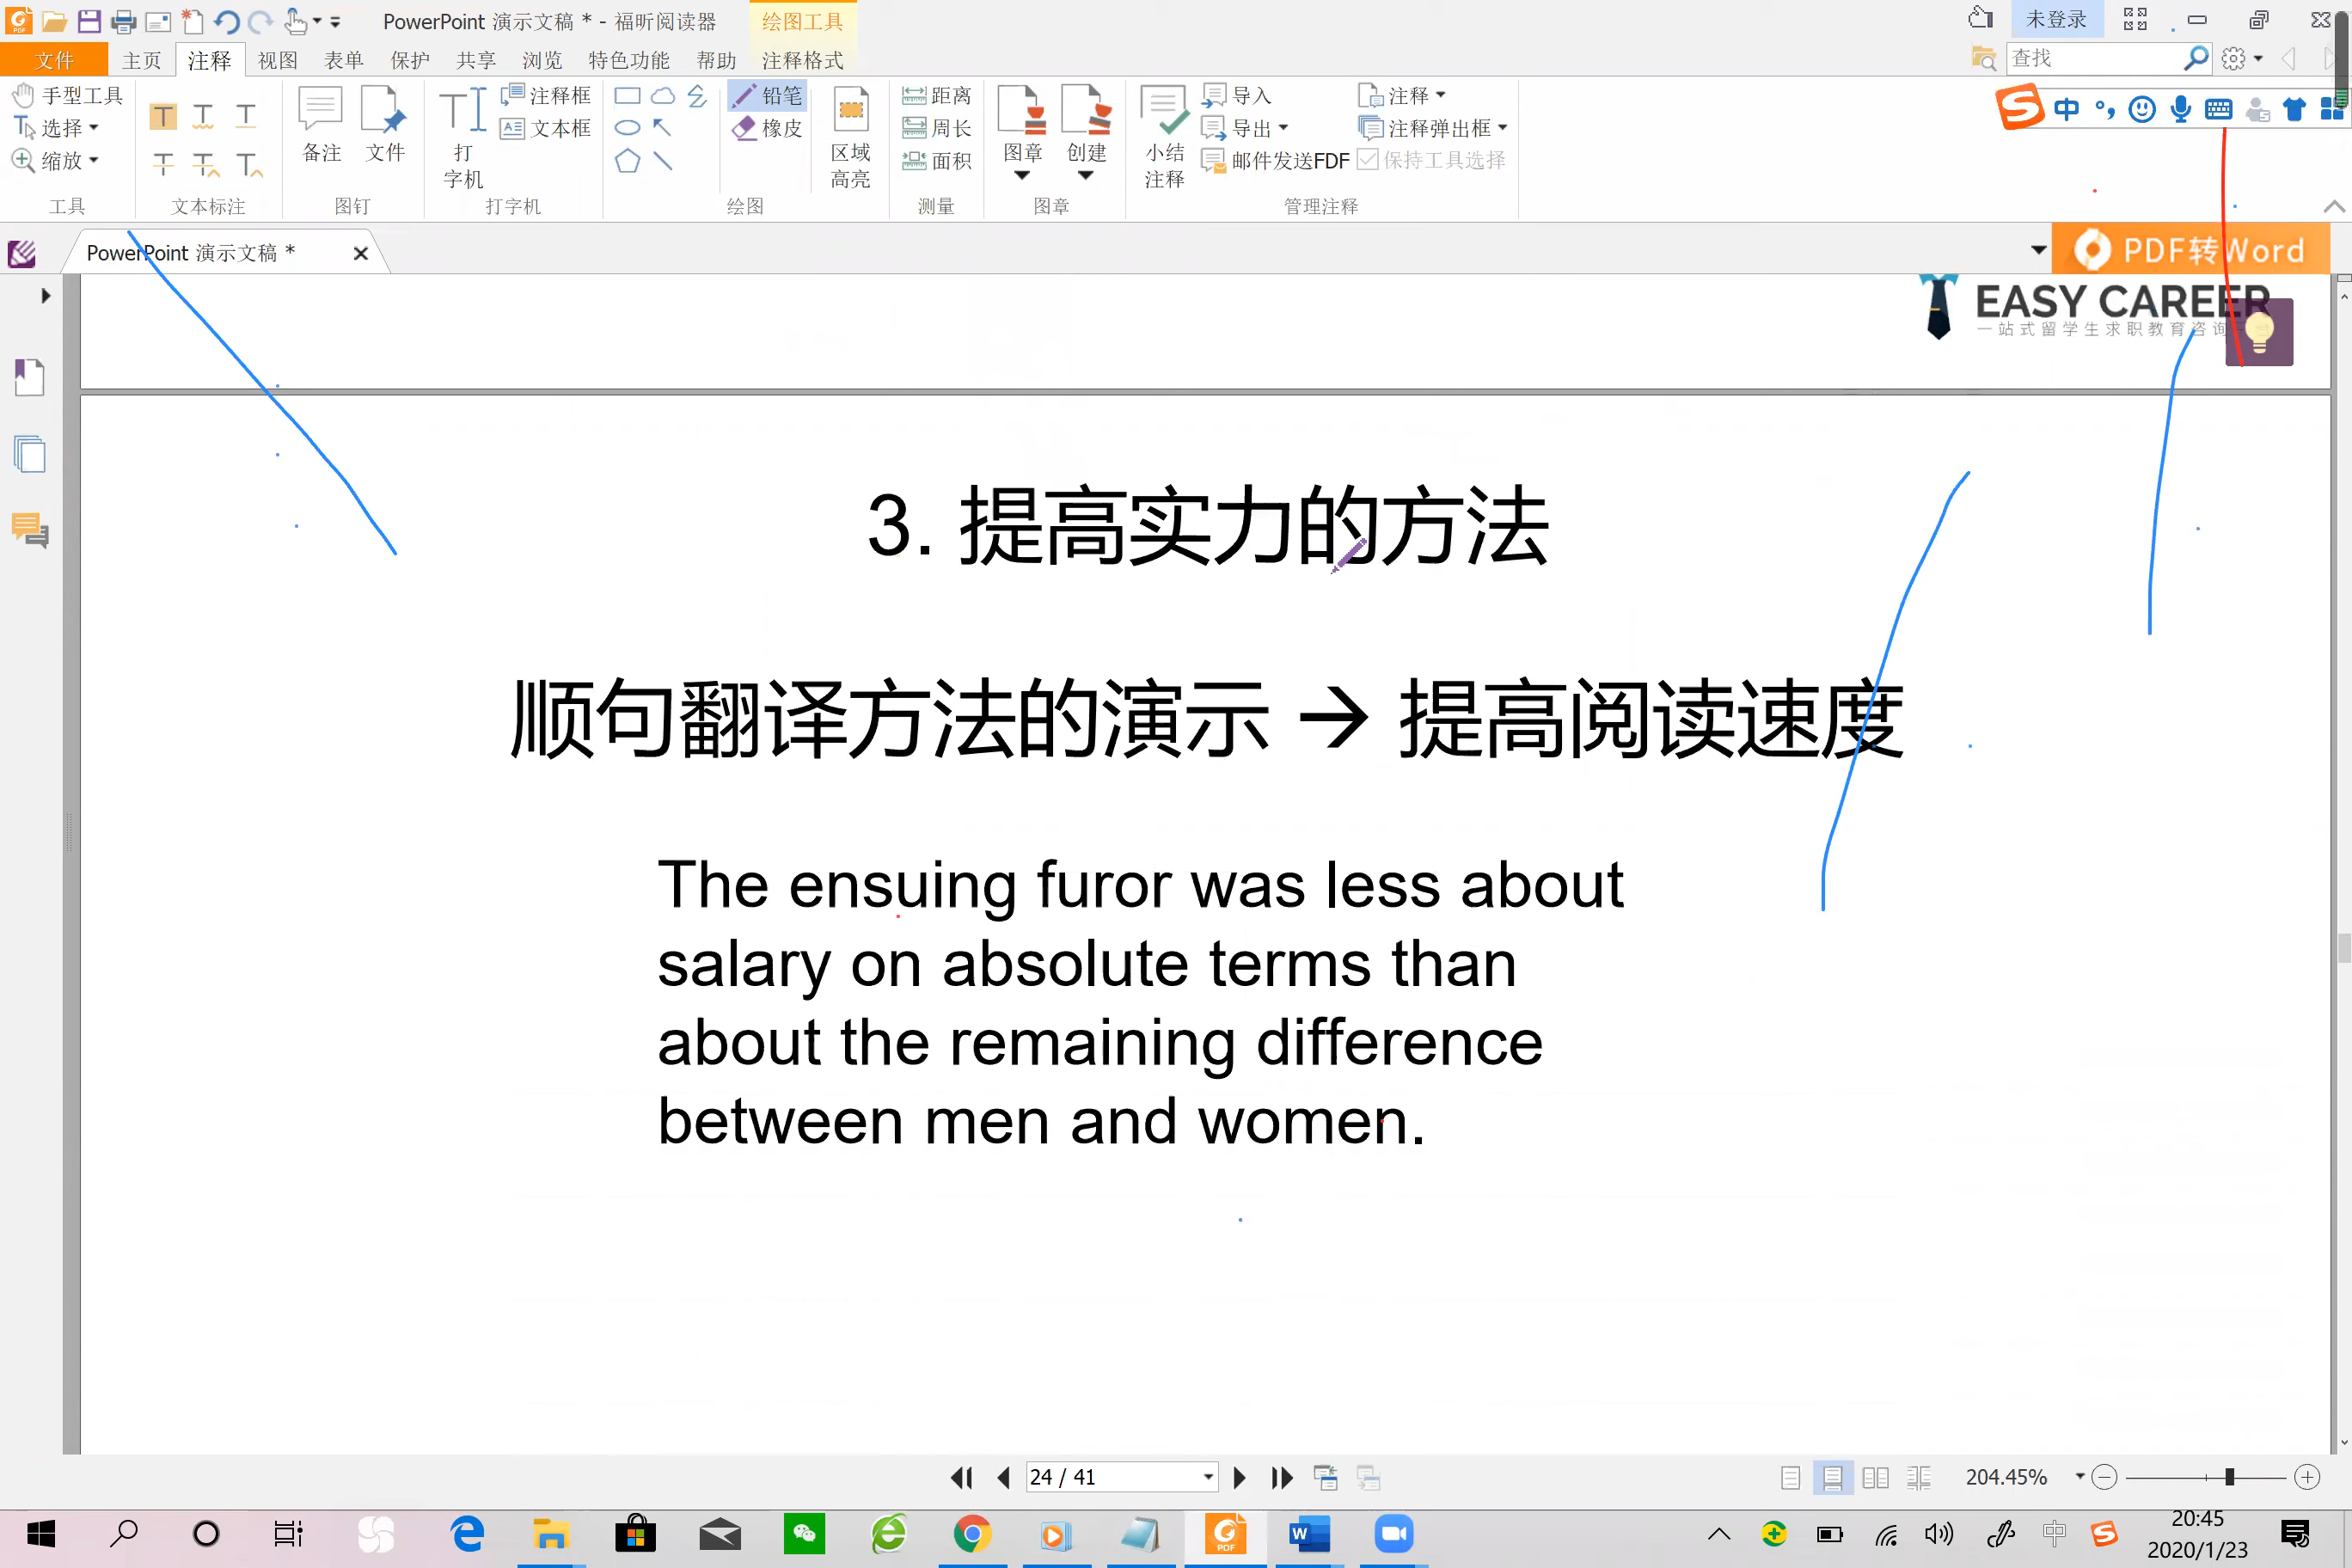 PowerPoint 演示文稿 * - 福昕阅读器
绘图工具
未登录
文件 主页 注释 视图 表单 保护 共享 浏览 特色功能 帮助 注释格式
查找
手型工具
选择
缩放
工具
文本标注
备注
文件
图钉
打
字机
注释框
文本框
打字机
铅笔
橡皮
区域
高亮
绘图
距离
周长
面积
测量
图章
创建
图章
小结
注释
导入
导出
邮件发送FDF
注释
注释弹出框
保持工具选择
管理注释
中
PowerPoint 演示文稿 *
PDF转Word
EASY CAREER
一站式留学生求职教育咨询
3. 提高实力的方法
顺句翻译方法的演示 → 提高阅读速度
The ensuing furor was less about
salary on absolute terms than
about the remaining difference
between men and women.
24 / 41
204.45%
中
20:45
2020/1/23